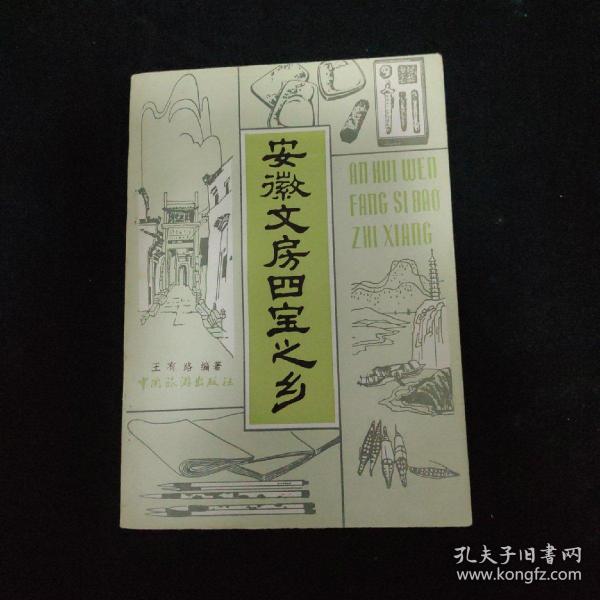 安徽文房四宝之乡
AN HUI WEN
FANG SI BAO
ZHI XIANG
王有路 编著
中国旅游出版社
孔夫子旧书网
www.kongfz.com